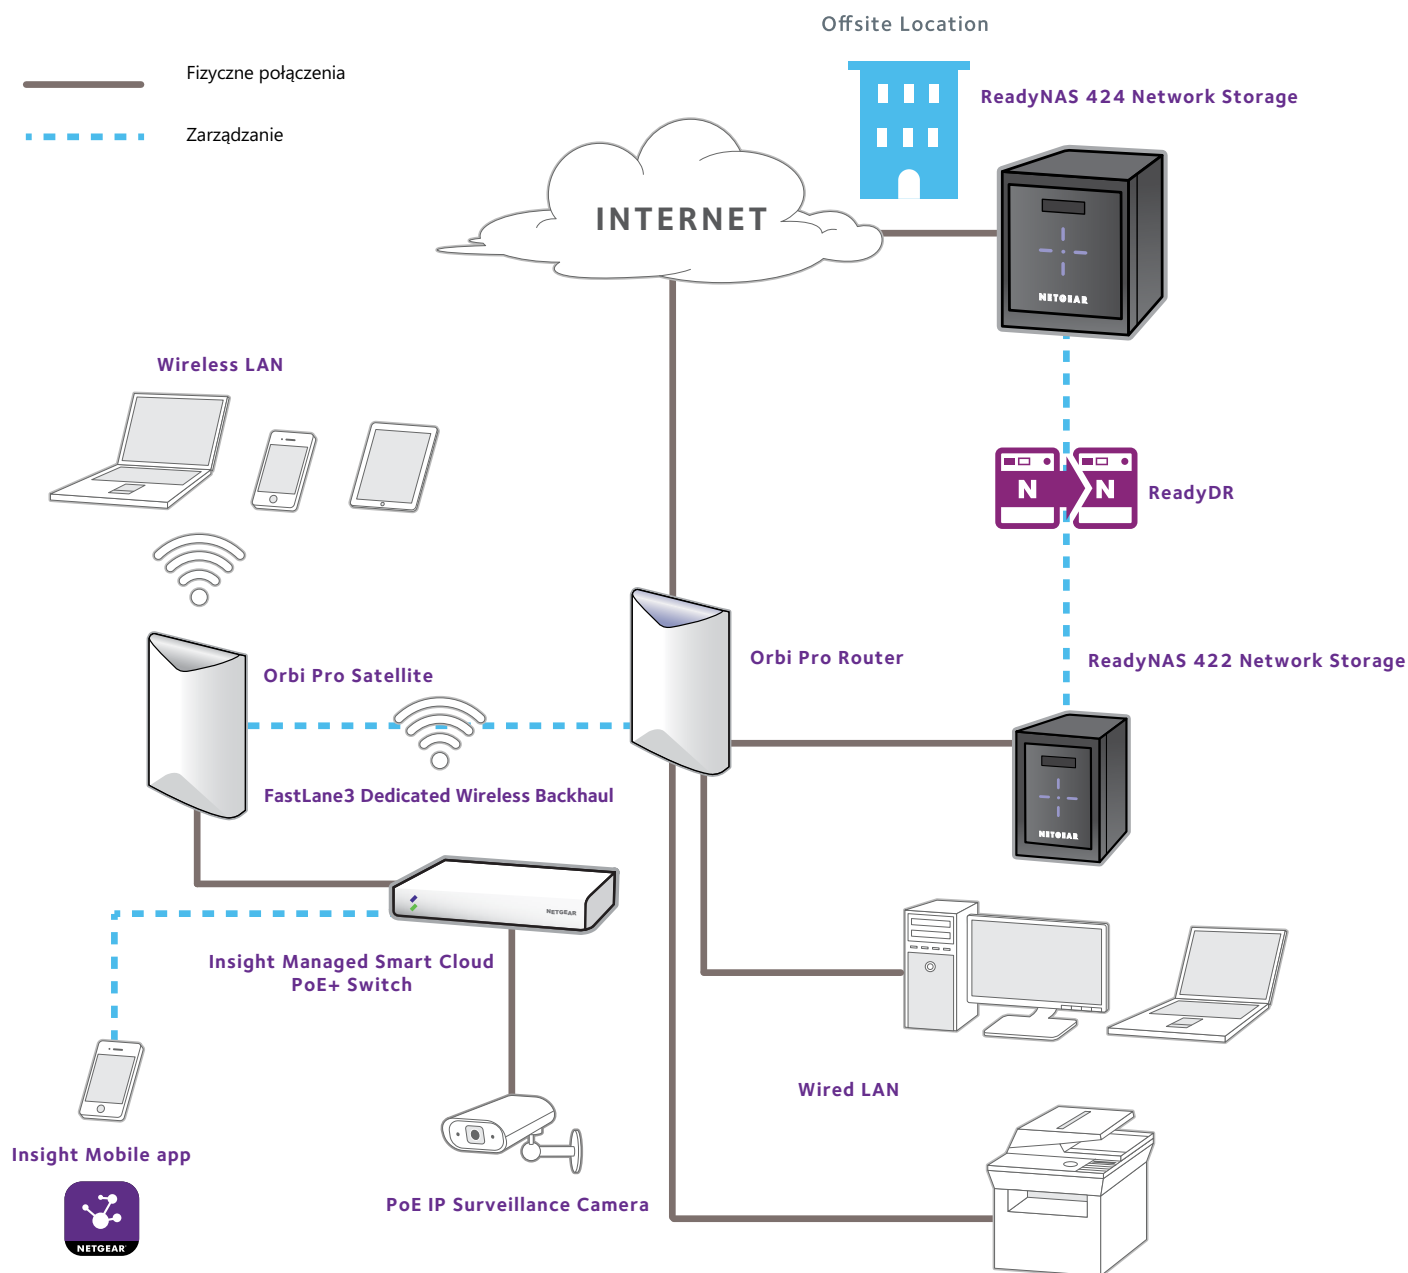 Offsite Location
Fizyczne połączenia
ReadyNAS 424 Network Storage
Zarządzanie
INTERNET
NETGEAR
Wireless LAN
N N
ReadyDR
Orbi Pro Router
ReadyNAS 422 Network Storage
Orbi Pro Satellite
FastLane3 Dedicated Wireless Backhaul
NETGEAR
NETGEAR
Insight Managed Smart Cloud
PoE+ Switch
Wired LAN
Insight Mobile app
PoE IP Surveillance Camera
NETGEAR